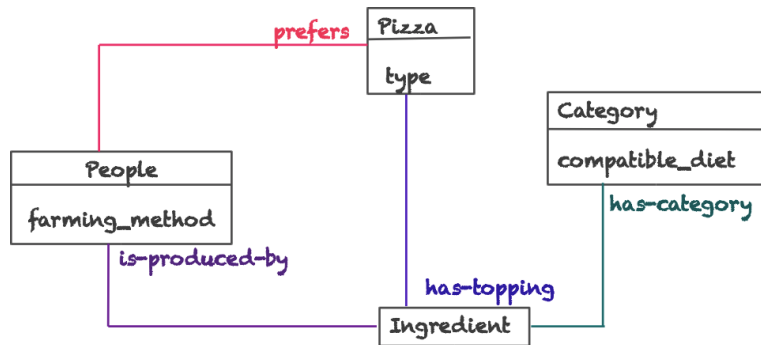 prefers
Pizza
type
Category
compatible_diet
People
farming_method
has-category
is-produced-by
has-topping
Ingredient